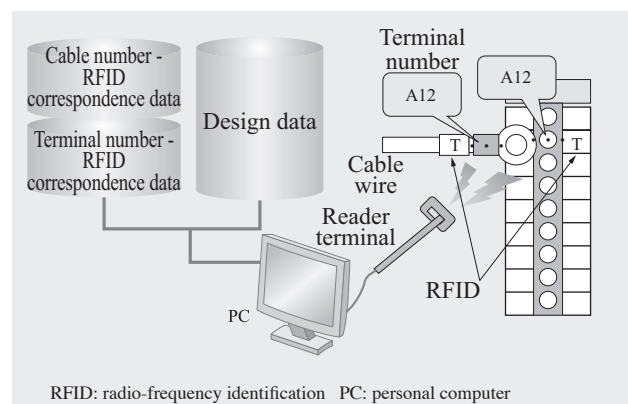 Cable number -
RFID
correspondence data
Terminal number -
RFID
correspondence data
Design data
Terminal
number
A12
A12
T
T
Cable
wire
Reader
terminal
RFID
PC
RFID: radio-frequency identification PC: personal computer